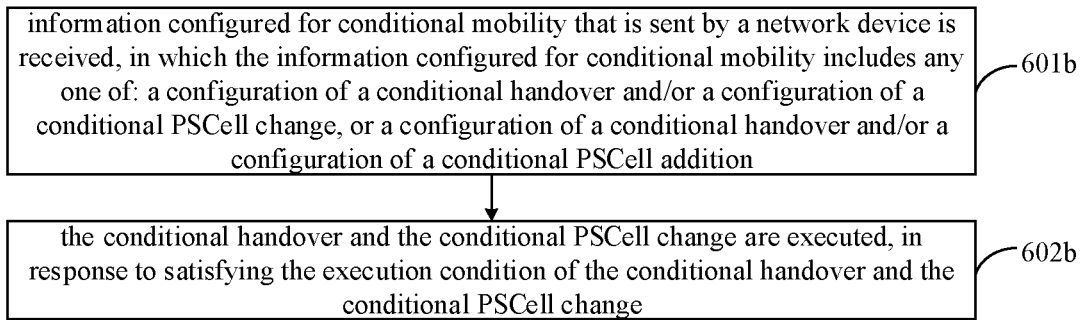 information configured for conditional mobility that is sent by a network device is
received, in which the information configured for conditional mobility includes any
one of: a configuration of a conditional handover and/or a configuration of a
conditional PSCell change, or a configuration of a conditional handover and/or a
configuration of a conditional PSCell addition
601b
the conditional handover and the conditional PSCell change are executed, in
response to satisfying the execution condition of the conditional handover and the
conditional PSCell change
602b